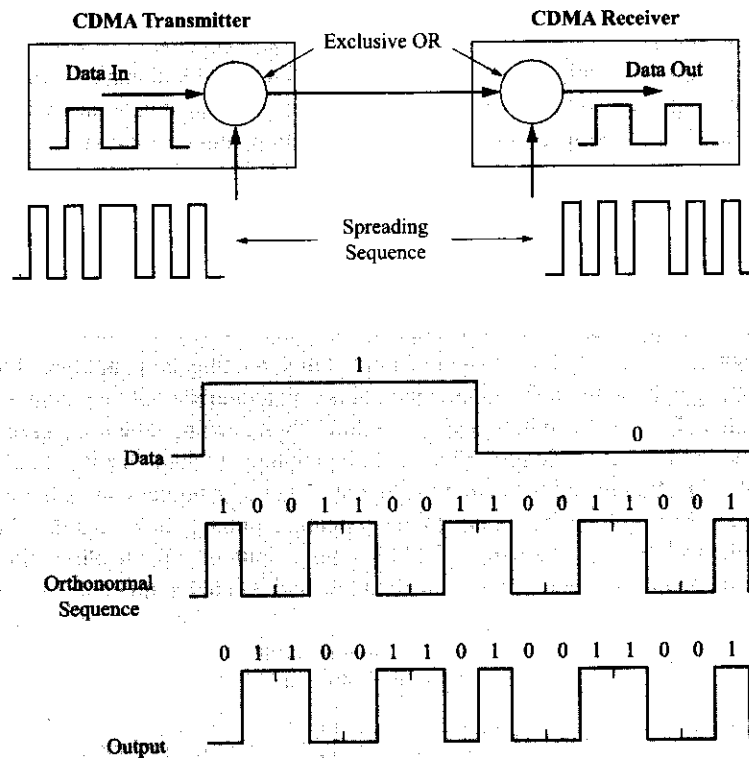 CDMA Transmitter
CDMA Receiver
Exclusive OR
Data In
Data Out
Spreading
Sequence
1
0
Data
1 0 0 1 1 0 0 1 1 0 0 1 1 0 0 1
Orthonormal
Sequence
0 1 1 0 0 1 1 0 1 0 0 1 1 0 0 1
Output